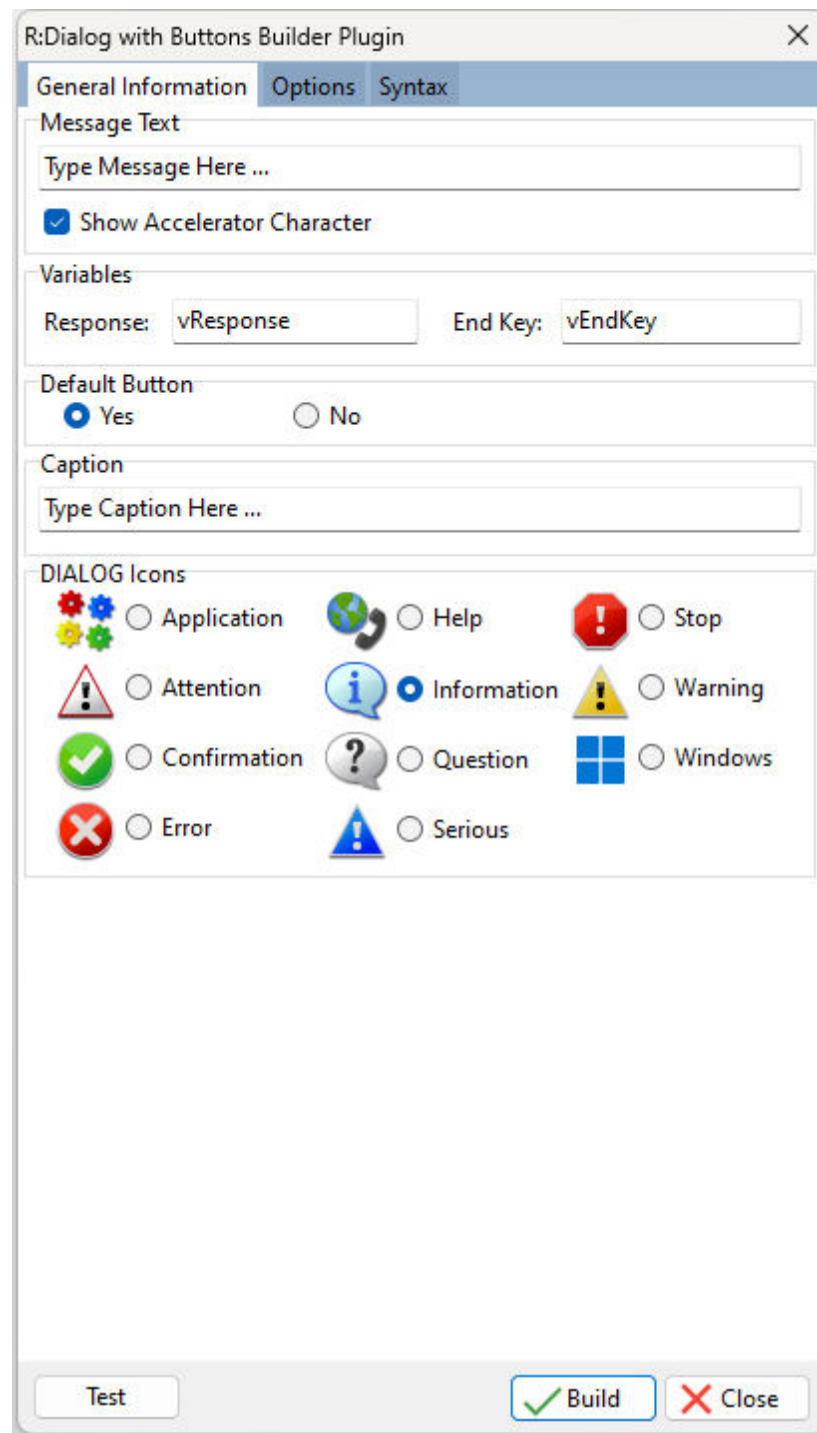 R:Dialog with Buttons Builder Plugin
General Information Options Syntax
Message Text
Type Message Here ...
Show Accelerator Character
Variables
Response: vResponse End Key: vEndKey
Default Button
Yes No
Caption
Type Caption Here ...
DIALOG Icons
Application Help Stop
Attention Information Warning
Confirmation Question Windows
Error Serious
Test Build Close